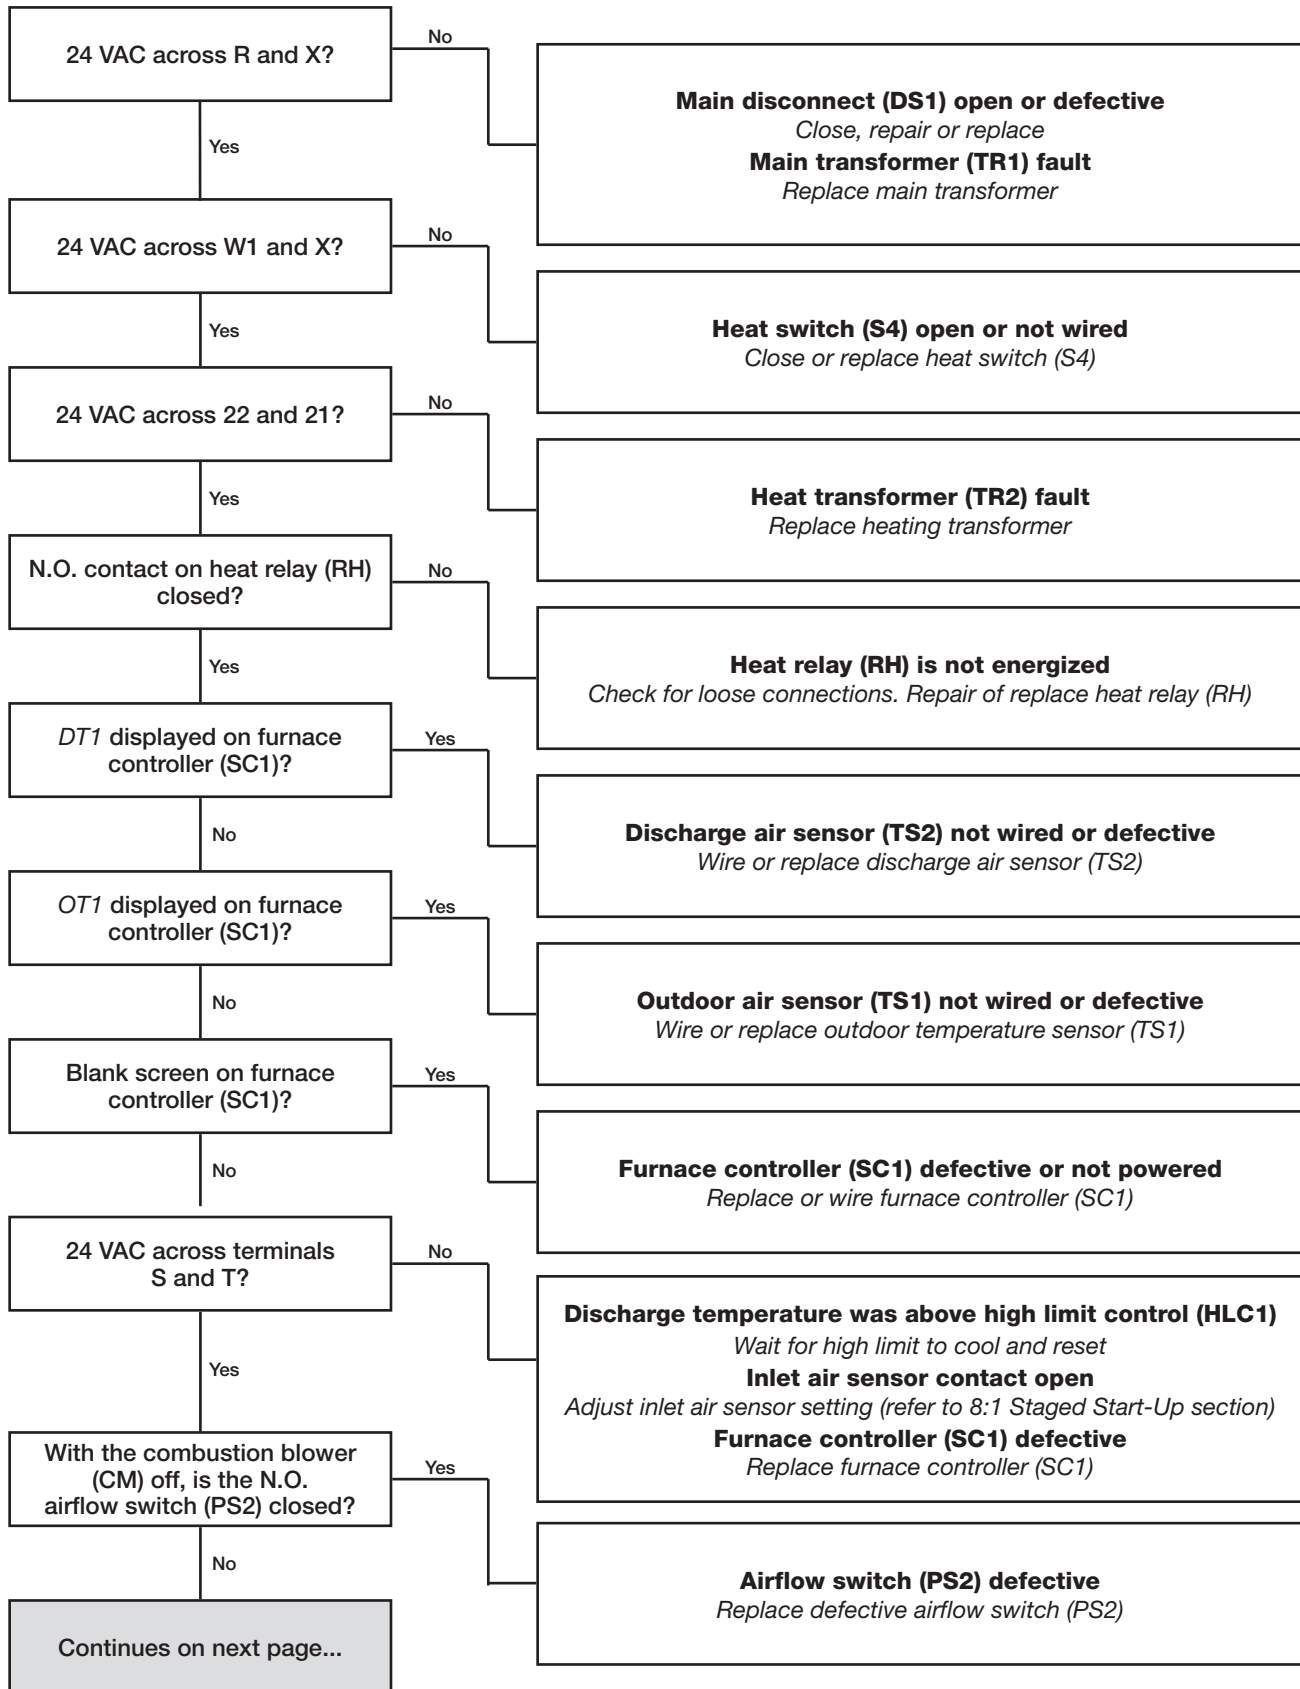 24 VAC across R and X?
No
Main disconnect (DS1) open or defective
Close, repair or replace
Main transformer (TR1) fault
Replace main transformer
Yes
24 VAC across W1 and X?
No
Heat switch (S4) open or not wired
Close or replace heat switch (S4)
Yes
24 VAC across 22 and 21?
No
Heat transformer (TR2) fault
Replace heating transformer
Yes
N.O. contact on heat relay (RH)
closed?
No
Heat relay (RH) is not energized
Check for loose connections. Repair of replace heat relay (RH)
Yes
DT1 displayed on furnace
controller (SC1)?
Yes
Discharge air sensor (TS2) not wired or defective
Wire or replace discharge air sensor (TS2)
No
OT1 displayed on furnace
controller (SC1)?
Yes
Outdoor air sensor (TS1) not wired or defective
Wire or replace outdoor temperature sensor (TS1)
No
Blank screen on furnace
controller (SC1)?
Yes
Furnace controller (SC1) defective or not powered
Replace or wire furnace controller (SC1)
No
24 VAC across terminals
S and T?
No
Discharge temperature was above high limit control (HLC1)
Wait for high limit to cool and reset
Inlet air sensor contact open
Adjust inlet air sensor setting (refer to 8:1 Staged Start-Up section)
Furnace controller (SC1) defective
Replace furnace controller (SC1)
Yes
With the combustion blower
(CM) off, is the N.O.
airflow switch (PS2) closed?
Yes
Airflow switch (PS2) defective
Replace defective airflow switch (PS2)
No
Continues on next page...